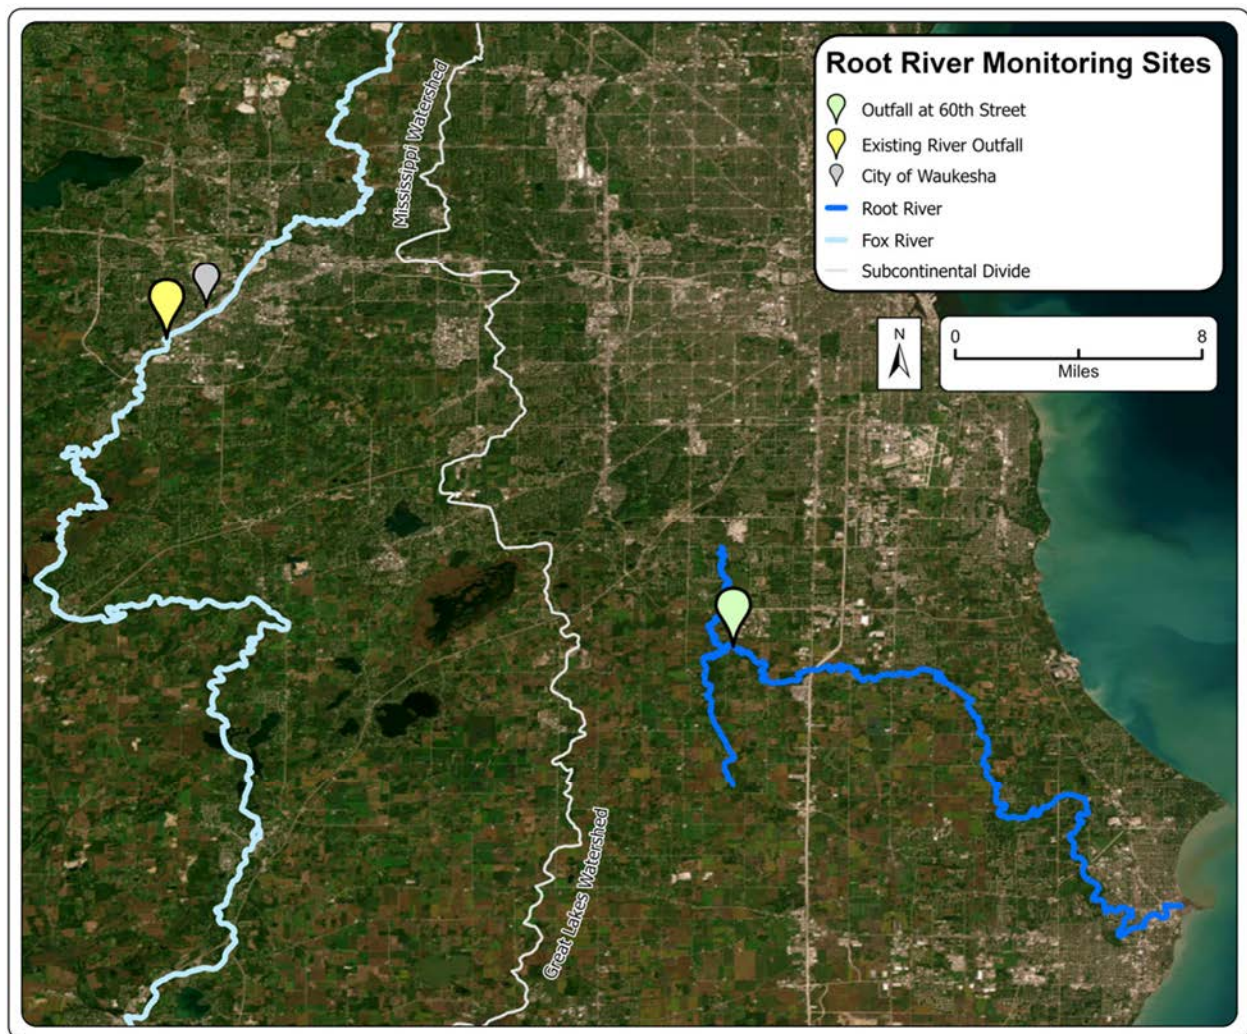 Root River Monitoring Sites
Outfall at 60th Street
Existing River Outfall
City of Waukesha
Root River
Fox River
Subcontinental Divide
N
0 8
Miles
Mississippi Watershed
Great Lakes Watershed